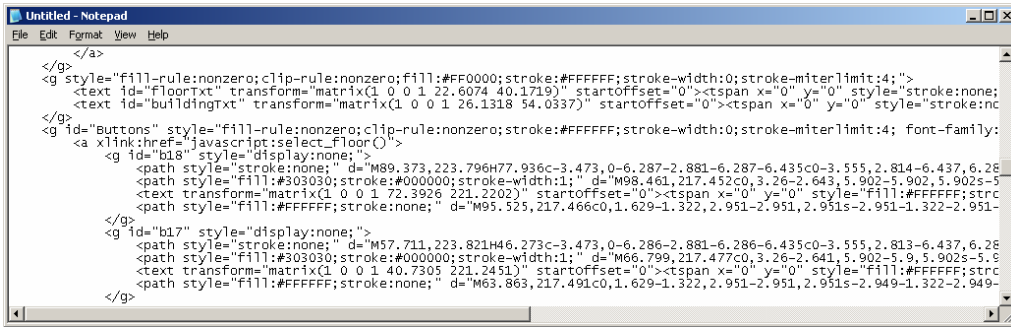 Untitled - Notepad
File Edit Format View Help
</a>
</g>
<g style="fill-rule:nonzero;clip-rule:nonzero;fill:#FF0000;stroke:#FFFFFF;stroke-width:0;stroke-miterlimit:4;">
<text id="floorTxt" transform="matrix(1 0 0 1 22.6074 40.1719)" startOffset="0"><tspan x="0" y="0" style="stroke:none;
<text id="buildingTxt" transform="matrix(1 0 0 1 26.1318 54.0337)" startOffset="0"><tspan x="0" y="0" style="stroke:nc
</g>
<g id="Buttons" style="fill-rule:nonzero;clip-rule:nonzero;stroke:#FFFFFF;stroke-width:0;stroke-miterlimit:4; font-family:
<a xlink:href="javascript:select_floor()">
<g id="b18" style="display:none;">
<path style="stroke:none;" d="M89.373,223.796H77.936c-3.473,0-6.287-2.881-6.287-6.435c0-3.555,2.814-6.437,6.28
<path style="fill:#303030;stroke:#000000;stroke-width:1;" d="M98.461,217.452c0,3.26-2.643,5.902-5.902,5.902s-5
<text transform="matrix(1 0 0 1 72.3926 221.2202)" startOffset="0"><tspan x="0" y="0" style="fill:#FFFFFF;strc
<path style="fill:#FFFFFF;stroke:none;" d="M95.525,217.466c0,1.629-1.322,2.951-2.951,2.951s-2.951-1.322-2.951-
</g>
<g id="b17" style="display:none;">
<path style="stroke:none;" d="M57.711,223.821H46.273c-3.473,0-6.286-2.881-6.286-6.435c0-3.555,2.813-6.437,6.28
<path style="fill:#303030;stroke:#000000;stroke-width:1;" d="M66.799,217.477c0,3.26-2.641,5.902-5.9,5.902s-5.9
<text transform="matrix(1 0 0 1 40.7305 221.2451)" startOffset="0"><tspan x="0" y="0" style="fill:#FFFFFF;strc
<path style="fill:#FFFFFF;stroke:none;" d="M63.863,217.491c0,1.629-1.322,2.951-2.951,2.951s-2.949-1.322-2.949-
</g>